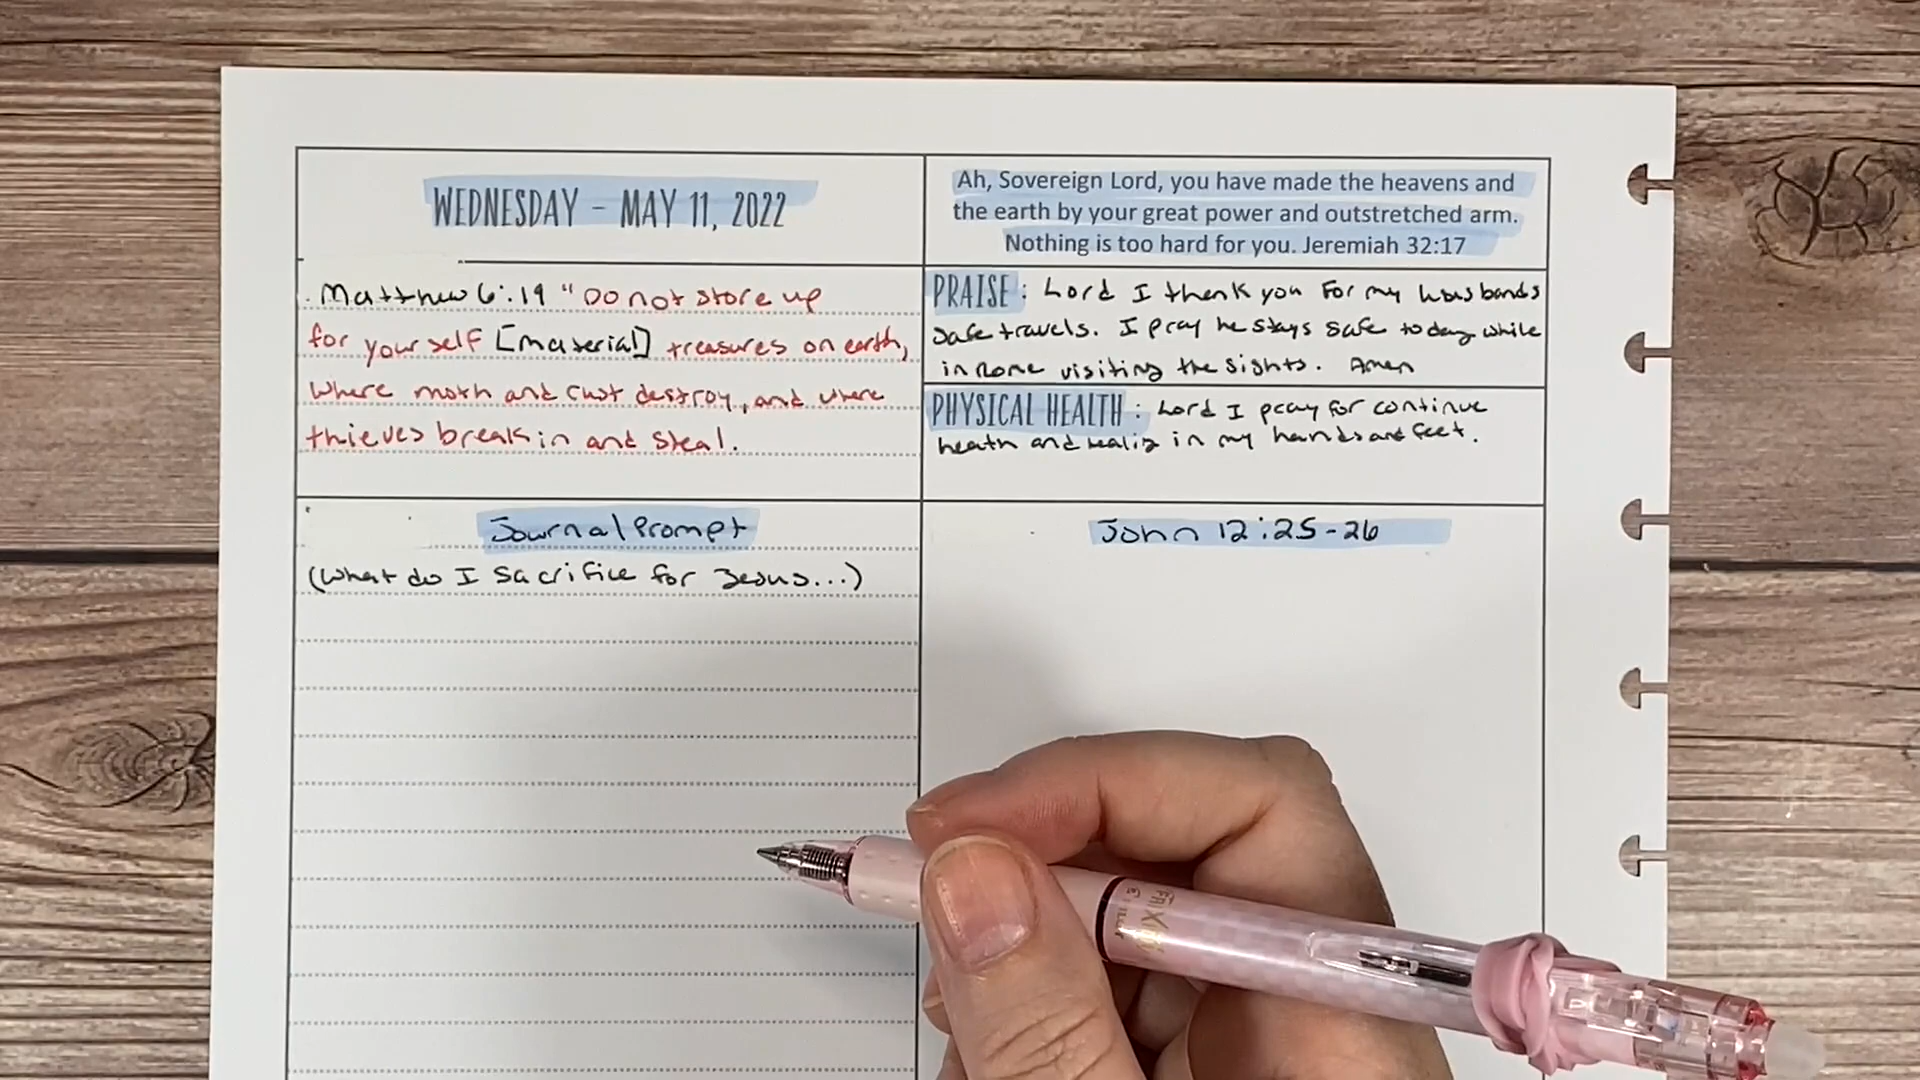 WEDNESDAY - MAY 11, 2022
Ah, Sovereign Lord, you have made the heavens and
the earth by your great power and outstretched arm.
Nothing is too hard for you. Jeremiah 32:17
Matthew 6:19 "Do not store up
for yourself [material] treasures on earth,
where moth and rust destroy, and where
thieves break in and steal.
PRAISE: Lord I thank you for my husbands
safe travels. I pray he stays safe today while
in Rome visiting the sights. Amen
PHYSICAL HEALTH: Lord I pray for continue
heath and in my hands and feet.
Journal Prompt
(What do I sacrifice for Jesus...)
John 12:25-26
FRIXION